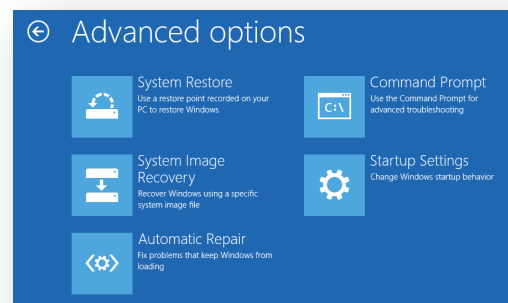 Advanced options
System Restore
Use a restore point recorded on your
PC to restore Windows
System Image
Recovery
Recover Windows using a specific
system image file
Automatic Repair
Fix problems that keep Windows from
loading
C:\
Command Prompt
Use the Command Prompt for
advanced troubleshooting
Startup Settings
Change Windows startup behavior